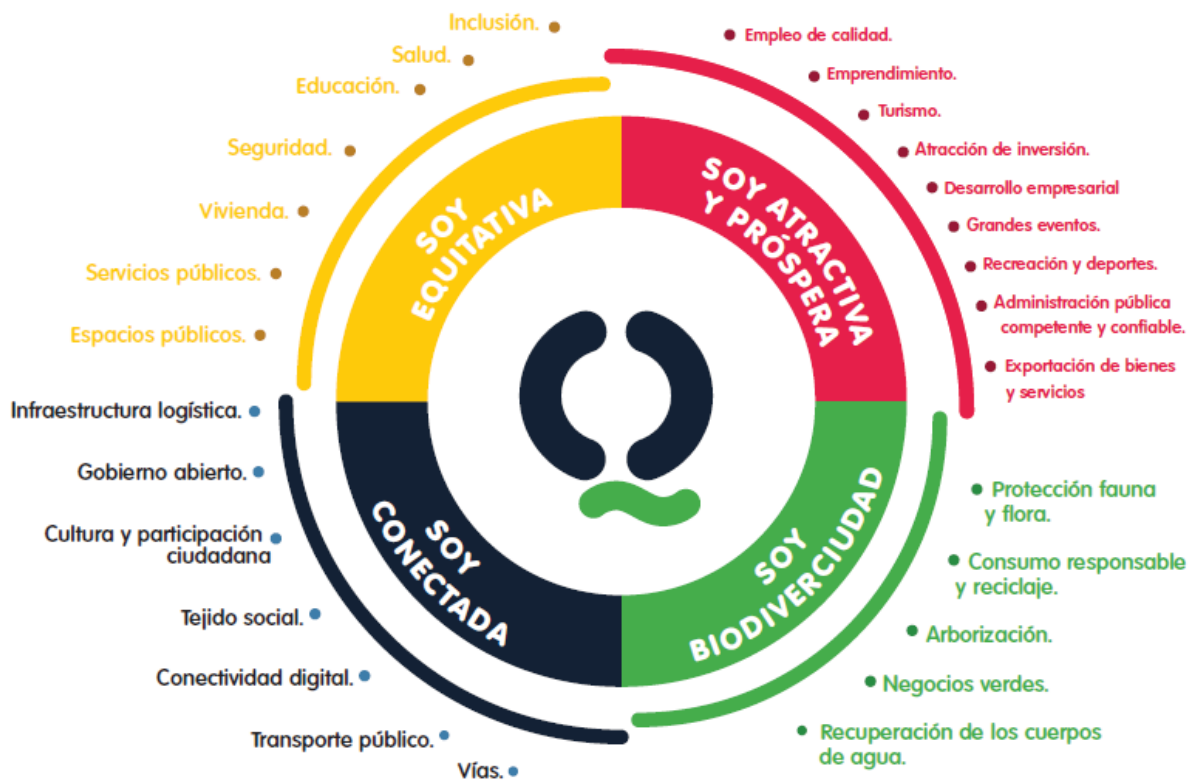 Inclusión.
Salud.
Educación.
Seguridad.
Vivienda.
Servicios públicos.
Espacios públicos.
SOY
EQUITATIVA
Empleo de calidad.
Emprendimiento.
Turismo.
Atracción de inversión.
Desarrollo empresarial
Grandes eventos.
Recreación y deportes.
Administración pública
competente y confiable.
Exportación de bienes
y servicios
SOY ATRACTIVA
Y PRÓSPERA
Infraestructura logística.
Gobierno abierto.
Cultura y participación
ciudadana
Tejido social.
Conectividad digital.
Transporte público.
Vías.
SOY
CONECTADA
Protección fauna
y flora.
Consumo responsable
y reciclaje.
Arborización.
Negocios verdes.
Recuperación de los cuerpos
de agua.
SOY
BIODIVERCIUDAD